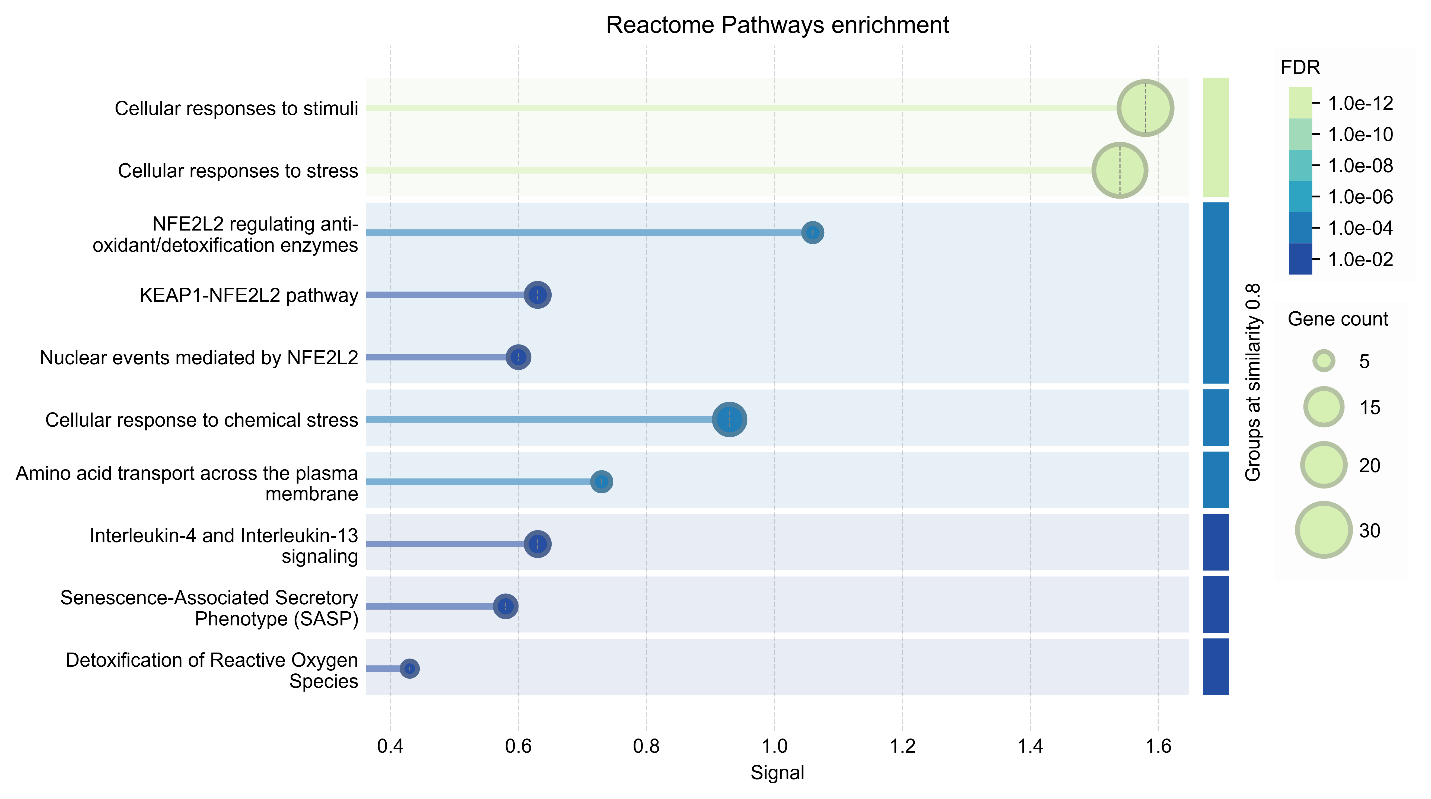 Reactome Pathways enrichment
Cellular responses to stimuli
Cellular responses to stress
NFE2L2 regulating anti-
oxidant/detoxification enzymes
KEAP1-NFE2L2 pathway
Nuclear events mediated by NFE2L2
Cellular response to chemical stress
Amino acid transport across the plasma
membrane
Interleukin-4 and Interleukin-13
signaling
Senescence-Associated Secretory
Phenotype (SASP)
Detoxification of Reactive Oxygen
Species
0.4 0.6 0.8 1.0 1.2 1.4 1.6
Signal
Groups at similarity 0.8
FDR
1.0e-12
1.0e-10
1.0e-08
1.0e-06
1.0e-04
1.0e-02
Gene count
5
15
20
30